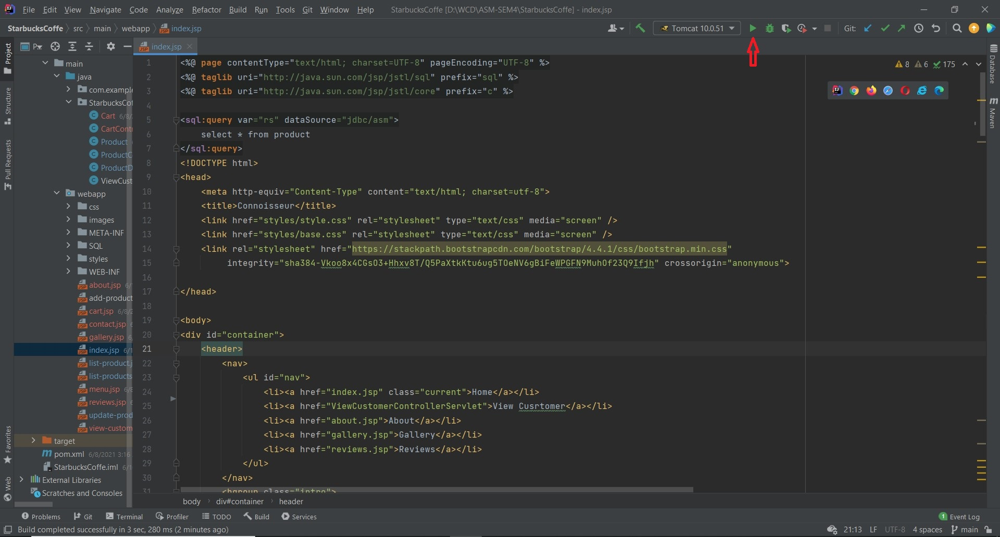 File Edit View Navigate Code Analyze Refactor Build Run Tools Git Window Help StarbucksCoffe [D:\WCD\ASM-SEM4\StarbucksCoffe] - index.jsp
StarbucksCoffe src main webapp index.jsp Tomcat 10.0.51 Git:
P... index.jsp
8 6 175
Project
Structure
Pull Requests
Favorites
Web
main
java
com.example
StarbucksCof
Cart 6/8/2
CartCont
Product
ProductC
ProductD
ViewCust
webapp
css
images
META-INF
SQL
styles
WEB-INF
about.jsp 6/1
add-product
cart.jsp 6/8/2
contact.jsp 6
gallery.jsp 6
index.jsp 6/1
list-product.j
list-products
menu.jsp 6/8
reviews.jsp 6
update-prod
view-custom
target
pom.xml 6/8/2021 3:16
StarbucksCoffe.iml 6/1
External Libraries
Scratches and Consoles
1 <%@ page contentType="text/html; charset=UTF-8" pageEncoding="UTF-8" %>
2 <%@ taglib uri="http://java.sun.com/jsp/jstl/sql" prefix="sql" %>
3 <%@ taglib uri="http://java.sun.com/jsp/jstl/core" prefix="c" %>
4
5 <sql:query var="rs" dataSource="jdbc/asm">
6 select * from product
7 </sql:query>
8 <!DOCTYPE html>
9 <head>
10 <meta http-equiv="Content-Type" content="text/html; charset=utf-8">
11 <title>Connoisseur</title>
12 <link href="styles/style.css" rel="stylesheet" type="text/css" media="screen" />
13 <link href="styles/base.css" rel="stylesheet" type="text/css" media="screen" />
14 <link rel="stylesheet" href="https://stackpath.bootstrapcdn.com/bootstrap/4.4.1/css/bootstrap.min.css"
15 integrity="sha384-Vkoo8x4CGsO3+Hhxv8T/Q5PaXtkKtu6ug5TOeNV6gBiFeWPGFN9MuhOf23Q9Ifjh" crossorigin="anonymous">
16
17 </head>
18
19 <body>
20 <div id="container">
21 <header>
22 <nav>
23 <ul id="nav">
24 <li><a href="index.jsp" class="current">Home</a></li>
25 <li><a href="ViewCustomerControllerServlet">View Cusrtomer</a></li>
26 <li><a href="about.jsp">About</a></li>
27 <li><a href="gallery.jsp">Gallery</a></li>
28 <li><a href="reviews.jsp">Reviews</a></li>
29 </ul>
30 </nav>
31 <hgroup class="intro">
Database
Maven
body div#container header
Problems Git Terminal Profiler TODO Build Services 1 Event Log
Build completed successfully in 3 sec, 280 ms (2 minutes ago) 21:13 LF UTF-8 4 spaces main